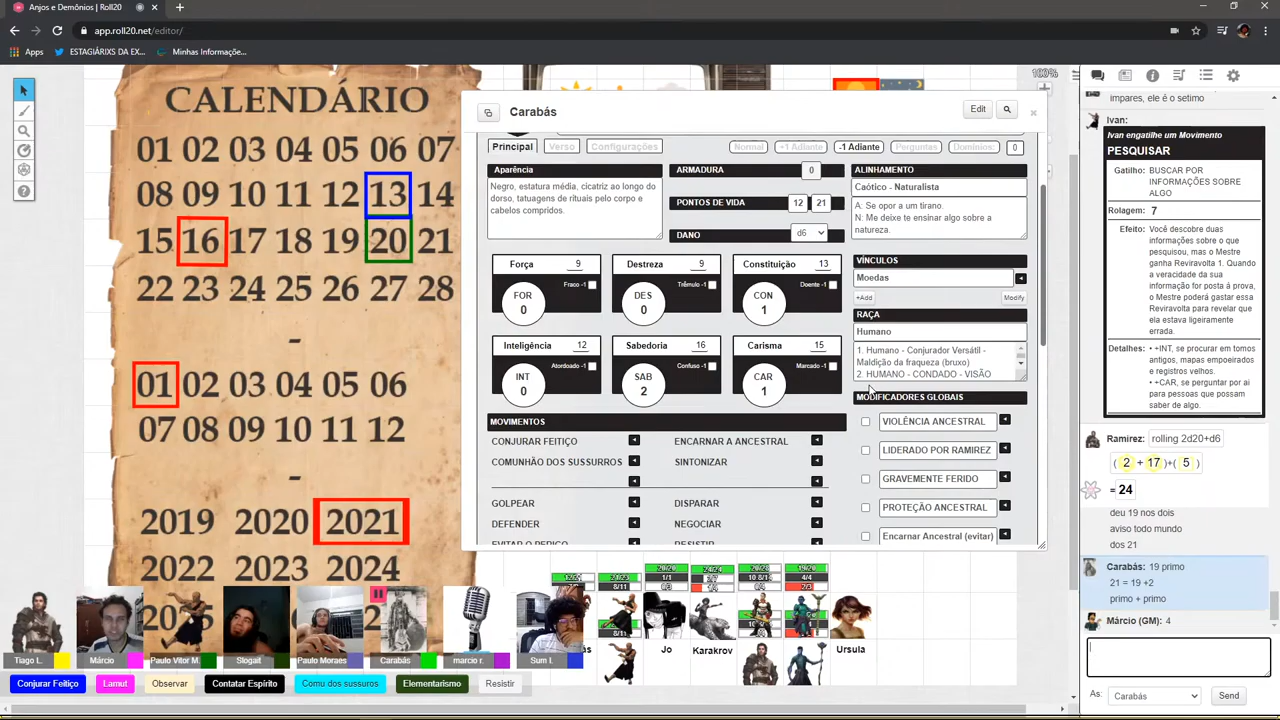 Anjos e Demônios | Roll20
app.roll20.net/editor/
Apps
ESTAGIÁRIXS DA EX...
Minhas Informaçõe...
CALENDÁRIO
01 02 03 04 05 06 07
08 09 10 11 12 13 14
15 16 17 18 19 20 21
22 23 24 25 26 27 28
-
01 02 03 04 05 06
07 08 09 10 11 12
-
2019 2020 2021
2022 2023 2024
100%
Carabás
Edit
Principal
Verso
Configurações
Normal
+1 Adiante
-1 Adiante
Perguntas
Domínios:
0
Aparência
Negro, estatura média, cicatriz ao longo do
dorso, tatuagens de rituais pelo corpo e
cabelos compridos.
ARMADURA
0
PONTOS DE VIDA
12
21
DANO
d6
ALINHAMENTO
Caótico - Naturalista
A: Se opor a um tirano.
N: Me deixe te ensinar algo sobre a
natureza.
Força
9
Fraco -1
FOR
0
Destreza
9
Trêmulo -1
DES
0
Constituição
13
Doente -1
CON
1
Inteligência
12
Atordoado -1
INT
0
Sabedoria
16
Confuso -1
SAB
2
Carisma
15
Marcado -1
CAR
1
VÍNCULOS
Moedas
+Add
Modify
RAÇA
Humano
1. Humano - Conjurador Versátil -
Maldição da fraqueza (bruxo)
2. HUMANO - CONDADO - VISÃO
MODIFICADORES GLOBAIS
VIOLÊNCIA ANCESTRAL
LIDERADO POR RAMIREZ
GRAVEMENTE FERIDO
PROTEÇÃO ANCESTRAL
Encarnar Ancestral (evitar)
MOVIMENTOS
CONJURAR FEITIÇO
ENCARNAR A ANCESTRAL
COMUNHÃO DOS SUSSURROS
SINTONIZAR
GOLPEAR
DISPARAR
DEFENDER
NEGOCIAR
EVITAR O PERIGO
RESISTIR
Jo
Karakrov
Ursula
Tiago L.
Márcio
Paulo Vitor M.
Slogait
Paulo Moraes
Carabás
marcio r.
Sum I.
Conjurar Feitiço
Lamut
Observar
Contatar Espírito
Comu dos sussuros
Elementarismo
Resistir
impares, ele é o setimo
Ivan:
Ivan engatilhe um Movimento
PESQUISAR
Gatilho:
BUSCAR POR
INFORMAÇÕES SOBRE
ALGO
Rolagem:
7
Efeito:
Você descobre duas
informações sobre o que
pesquisou, mas o Mestre
ganha Reviravolta 1. Quando
a veracidade da sua
informação for posta á prova,
o Mestre poderá gastar essa
Reviravolta para revelar que
ela estava ligeiramente
errada.
Detalhes:
• +INT, se procurar em tomos
antigos, mapas empoeirados
e registros velhos.
• +CAR, se perguntar por ai
para pessoas que possam
saber de algo.
Ramirez:
rolling 2d20+d6
(2+17)+(5)
=24
deu 19 nos dois
aviso todo mundo
dos 21
Carabás: 19 primo
21 = 19 +2
primo + primo
Márcio (GM): 4
As:
Carabás
Send